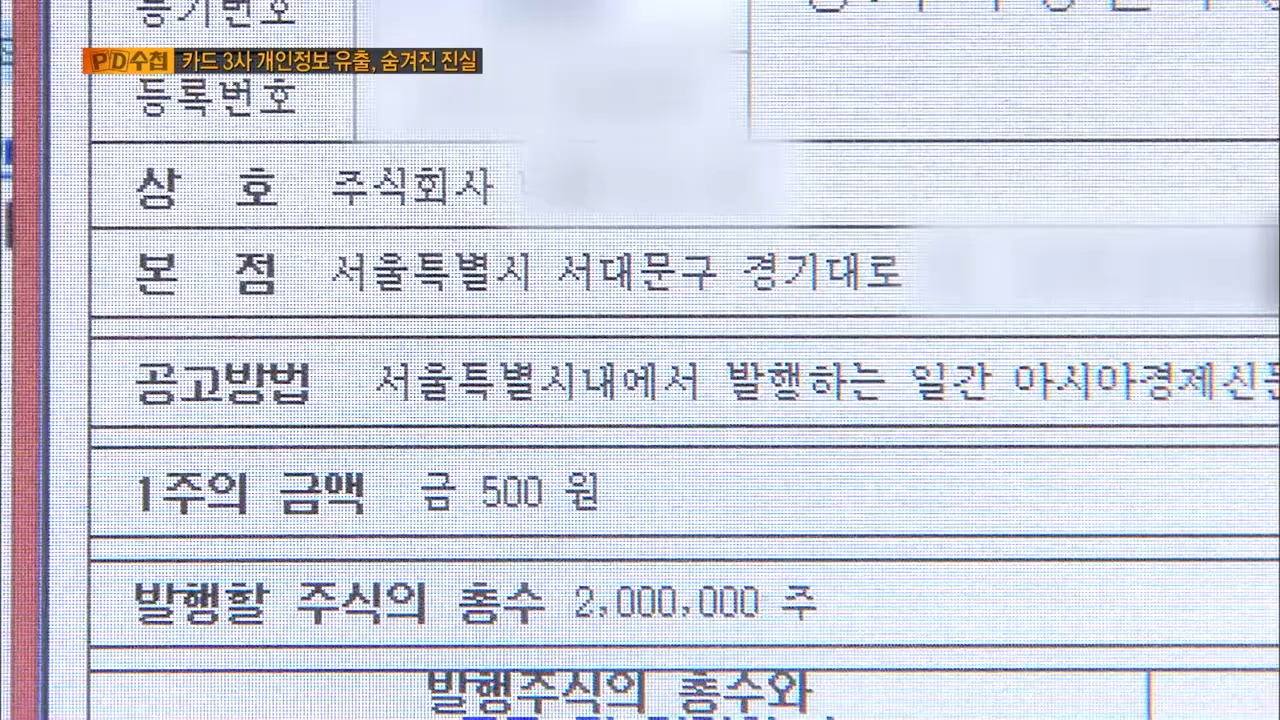 등기번호
PD수첩 카드 3사 개인정보 유출, 숨겨진 진실
등록번호
상 호 주식회사
본 점 서울특별시 서대문구 경기대로
공고방법 서울특별시내에서 발행하는 일간 아시아경제신문
1주의 금액 금 500 원
발행할 주식의 총수 2,000,000 주
발행주식의 총수와